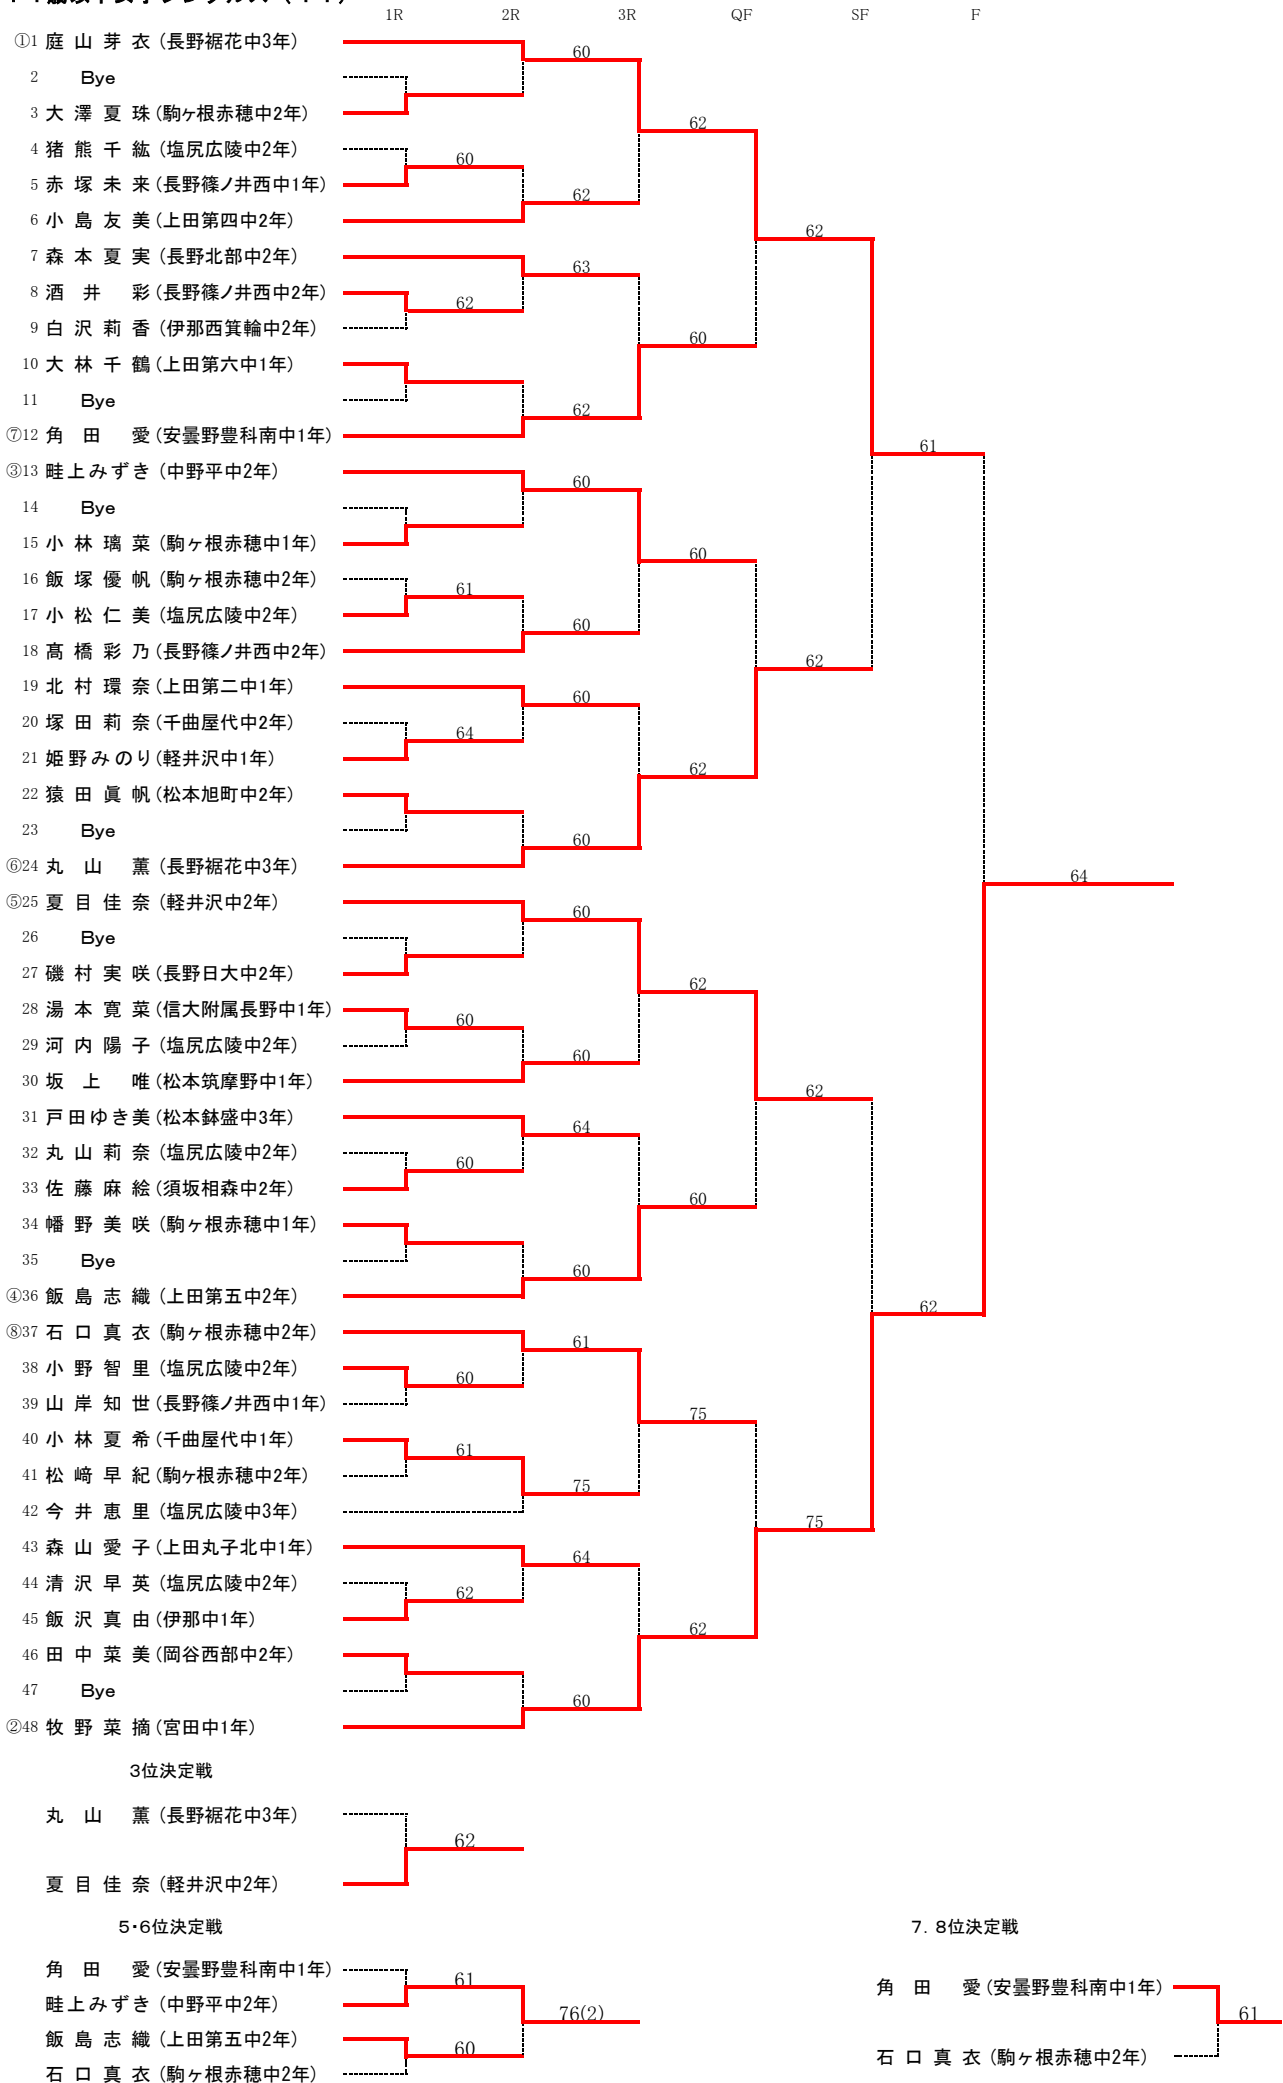 1R 2R 3R QF SF F
①1 庭 山 芽 衣 (長野裾花中3年)
60
2 Bye
3 大 澤 夏 珠 (駒ヶ根赤穂中2年)
62
4 猪 熊 千 紘 (塩尻広陵中2年)
60
5 赤 塚 未 来 (長野篠ノ井西中1年)
62
6 小 島 友 美 (上田第四中2年)
62
7 森 本 夏 実 (長野北部中2年)
63
8 酒 井 彩 (長野篠ノ井西中2年)
62
9 白 沢 莉 香 (伊那西箕輪中2年)
60
10 大 林 千 鶴 (上田第六中1年)
11 Bye
62
⑦12 角 田 愛 (安曇野豊科南中1年)
61
③13 畦上みずき (中野平中2年)
60
14 Bye
15 小 林 璃 菜 (駒ヶ根赤穂中1年)
60
16 飯 塚 優 帆 (駒ヶ根赤穂中2年)
61
17 小 松 仁 美 (塩尻広陵中2年)
60
18 髙 橋 彩 乃 (長野篠ノ井西中2年)
62
19 北 村 環 奈 (上田第二中1年)
60
20 塚 田 莉 奈 (千曲屋代中2年)
64
21 姫野みのり (軽井沢中1年)
62
22 猿 田 眞 帆 (松本旭町中2年)
23 Bye
60
⑥24 丸 山 薫 (長野裾花中3年)
64
⑤25 夏 目 佳 奈 (軽井沢中2年)
60
26 Bye
27 磯 村 実 咲 (長野日大中2年)
62
28 湯 本 寛 菜 (信大附属長野中1年)
60
29 河 内 陽 子 (塩尻広陵中2年)
60
30 坂 上 唯 (松本筑摩野中1年)
62
31 戸田ゆき美 (松本鉢盛中3年)
64
32 丸 山 莉 奈 (塩尻広陵中2年)
60
33 佐 藤 麻 絵 (須坂相森中2年)
60
34 幡 野 美 咲 (駒ヶ根赤穂中1年)
35 Bye
60
④36 飯 島 志 織 (上田第五中2年)
62
⑧37 石 口 真 衣 (駒ヶ根赤穂中2年)
61
38 小 野 智 里 (塩尻広陵中2年)
60
39 山 岸 知 世 (長野篠ノ井西中1年)
75
40 小 林 夏 希 (千曲屋代中1年)
61
41 松 﨑 早 紀 (駒ヶ根赤穂中2年)
75
42 今 井 恵 里 (塩尻広陵中3年)
75
43 森 山 愛 子 (上田丸子北中1年)
64
44 清 沢 早 英 (塩尻広陵中2年)
62
45 飯 沢 真 由 (伊那中1年)
62
46 田 中 菜 美 (岡谷西部中2年)
47 Bye
60
②48 牧 野 菜 摘 (宮田中1年)
3位決定戦
丸 山 薫 (長野裾花中3年)
62
夏 目 佳 奈 (軽井沢中2年)
5・6位決定戦
角 田 愛 (安曇野豊科南中1年)
61
畦上みずき (中野平中2年)
76(2)
飯 島 志 織 (上田第五中2年)
60
石 口 真 衣 (駒ヶ根赤穂中2年)
7．8位決定戦
角 田 愛 (安曇野豊科南中1年)
61
石 口 真 衣 (駒ヶ根赤穂中2年)